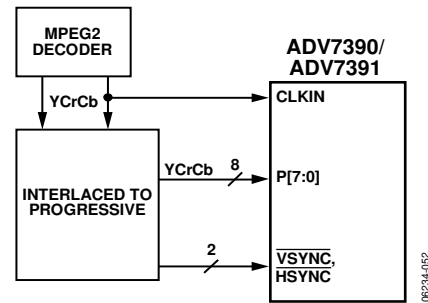 MPEG2
DECODER
ADV7390/
ADV7391
YCrCb
CLKIN
INTERLACED TO
PROGRESSIVE
YCrCb
8
P[7:0]
2
VSYNC,
HSYNC
06234-052